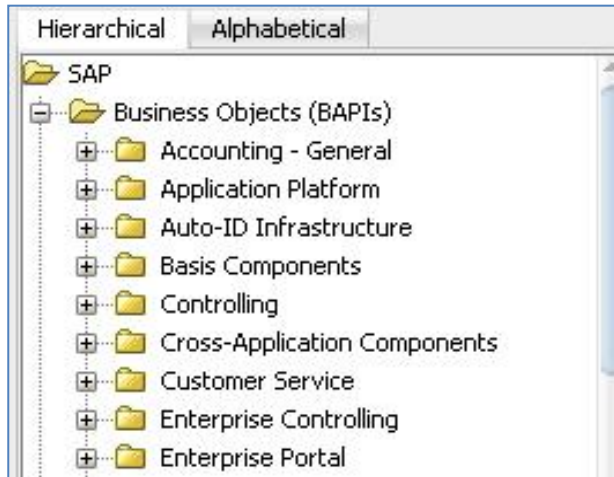 Hierarchical Alphabetical
SAP
Business Objects (BAPIs)
Accounting - General
Application Platform
Auto-ID Infrastructure
Basis Components
Controlling
Cross-Application Components
Customer Service
Enterprise Controlling
Enterprise Portal